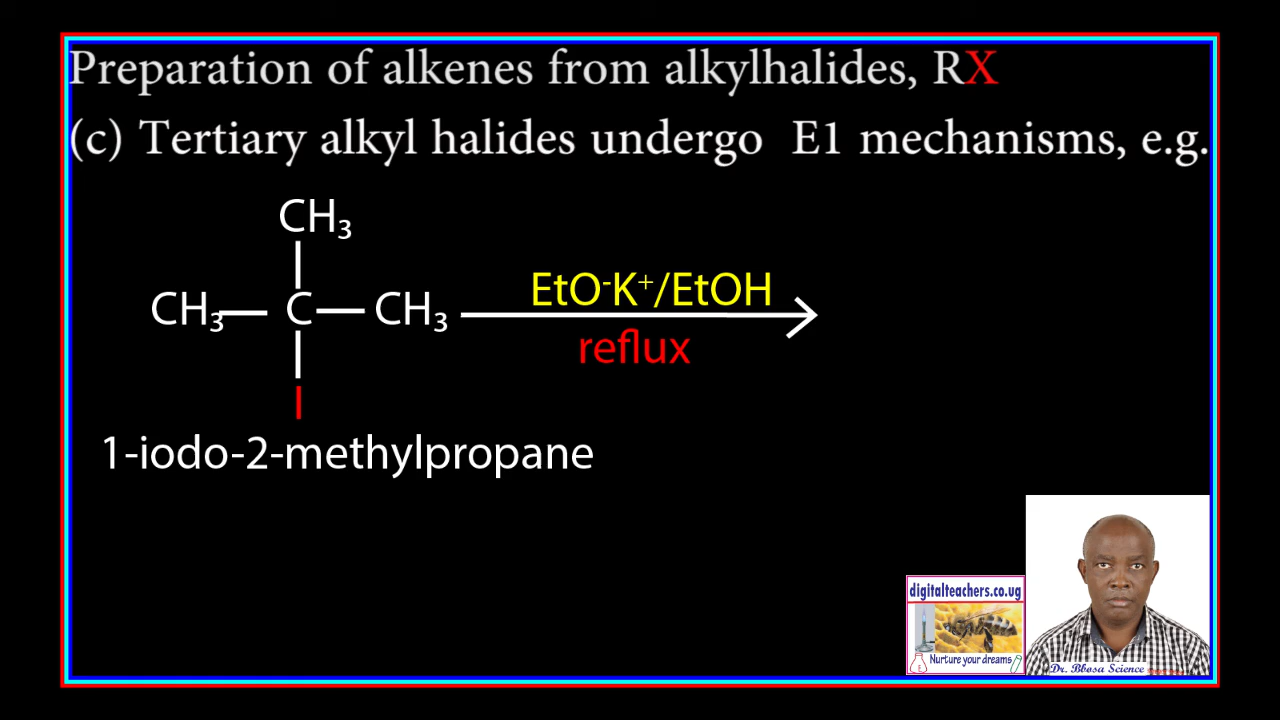 Preparation of alkenes from alkylhalides, RX
(c) Tertiary alkyl halides undergo E1 mechanisms, e.g.
CH₃
CH₃ C CH₃
EtO⁻K⁺/EtOH
reflux
I
1-iodo-2-methylpropane
digitalteachers.co.ug
Nurture your dreams
Dr. Bbosa Science